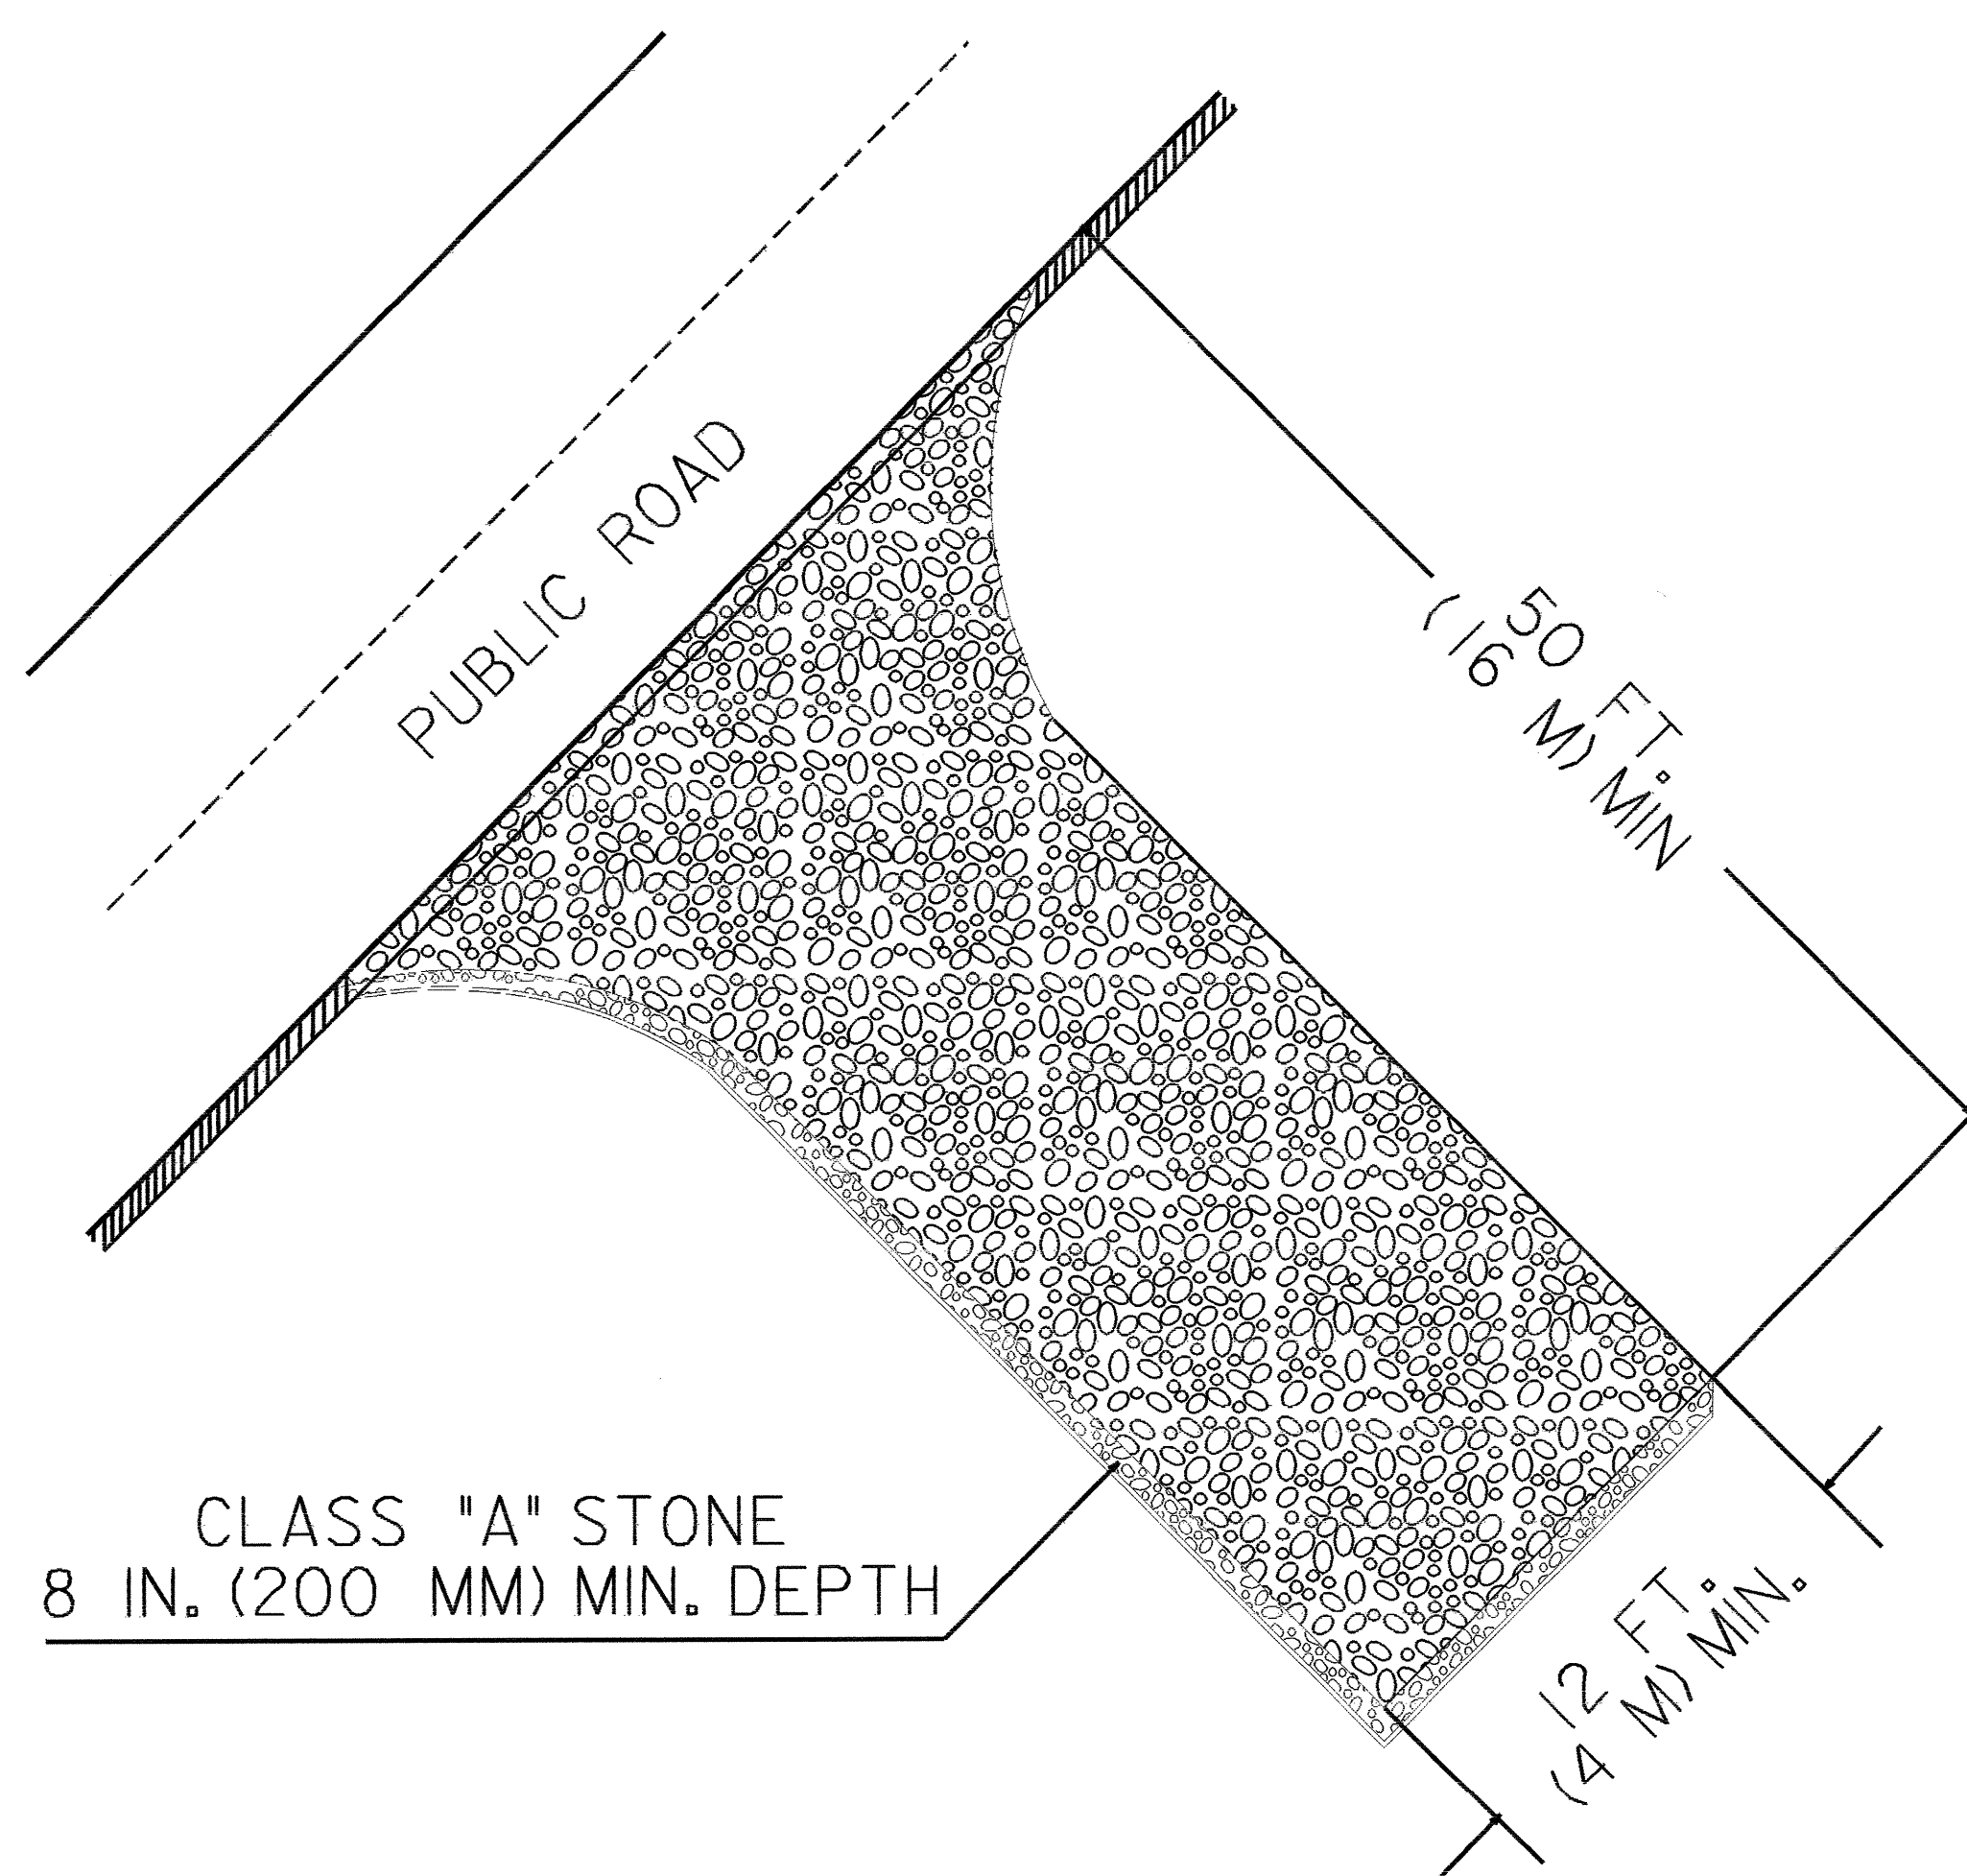 PUBLIC ROAD
50 FT.
(16 M) MIN
CLASS "A" STONE
8 IN. (200 MM) MIN. DEPTH
12 FT.
(4 M) MIN.